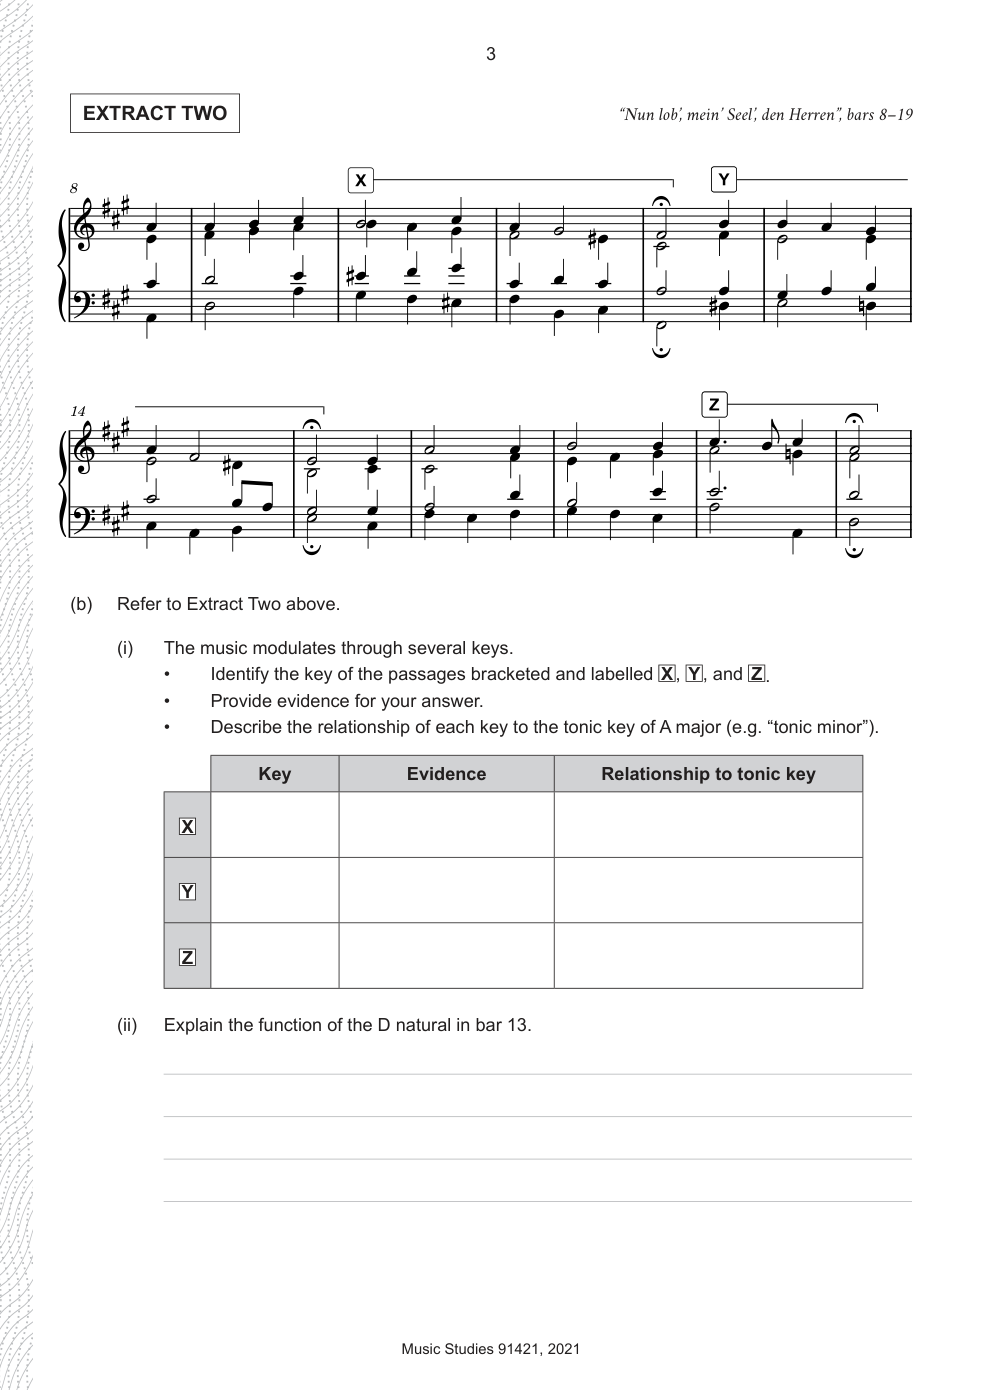 3
EXTRACT TWO
“Nun lob’, mein’ Seel’, den Herren”, bars 8–19
8
X
Y
14
Z
(b) Refer to Extract Two above.
(i) The music modulates through several keys.
• Identify the key of the passages bracketed and labelled X, Y, and Z.
• Provide evidence for your answer.
• Describe the relationship of each key to the tonic key of A major (e.g. “tonic minor”).
Key Evidence Relationship to tonic key
X
Y
Z
(ii) Explain the function of the D natural in bar 13.
Music Studies 91421, 2021